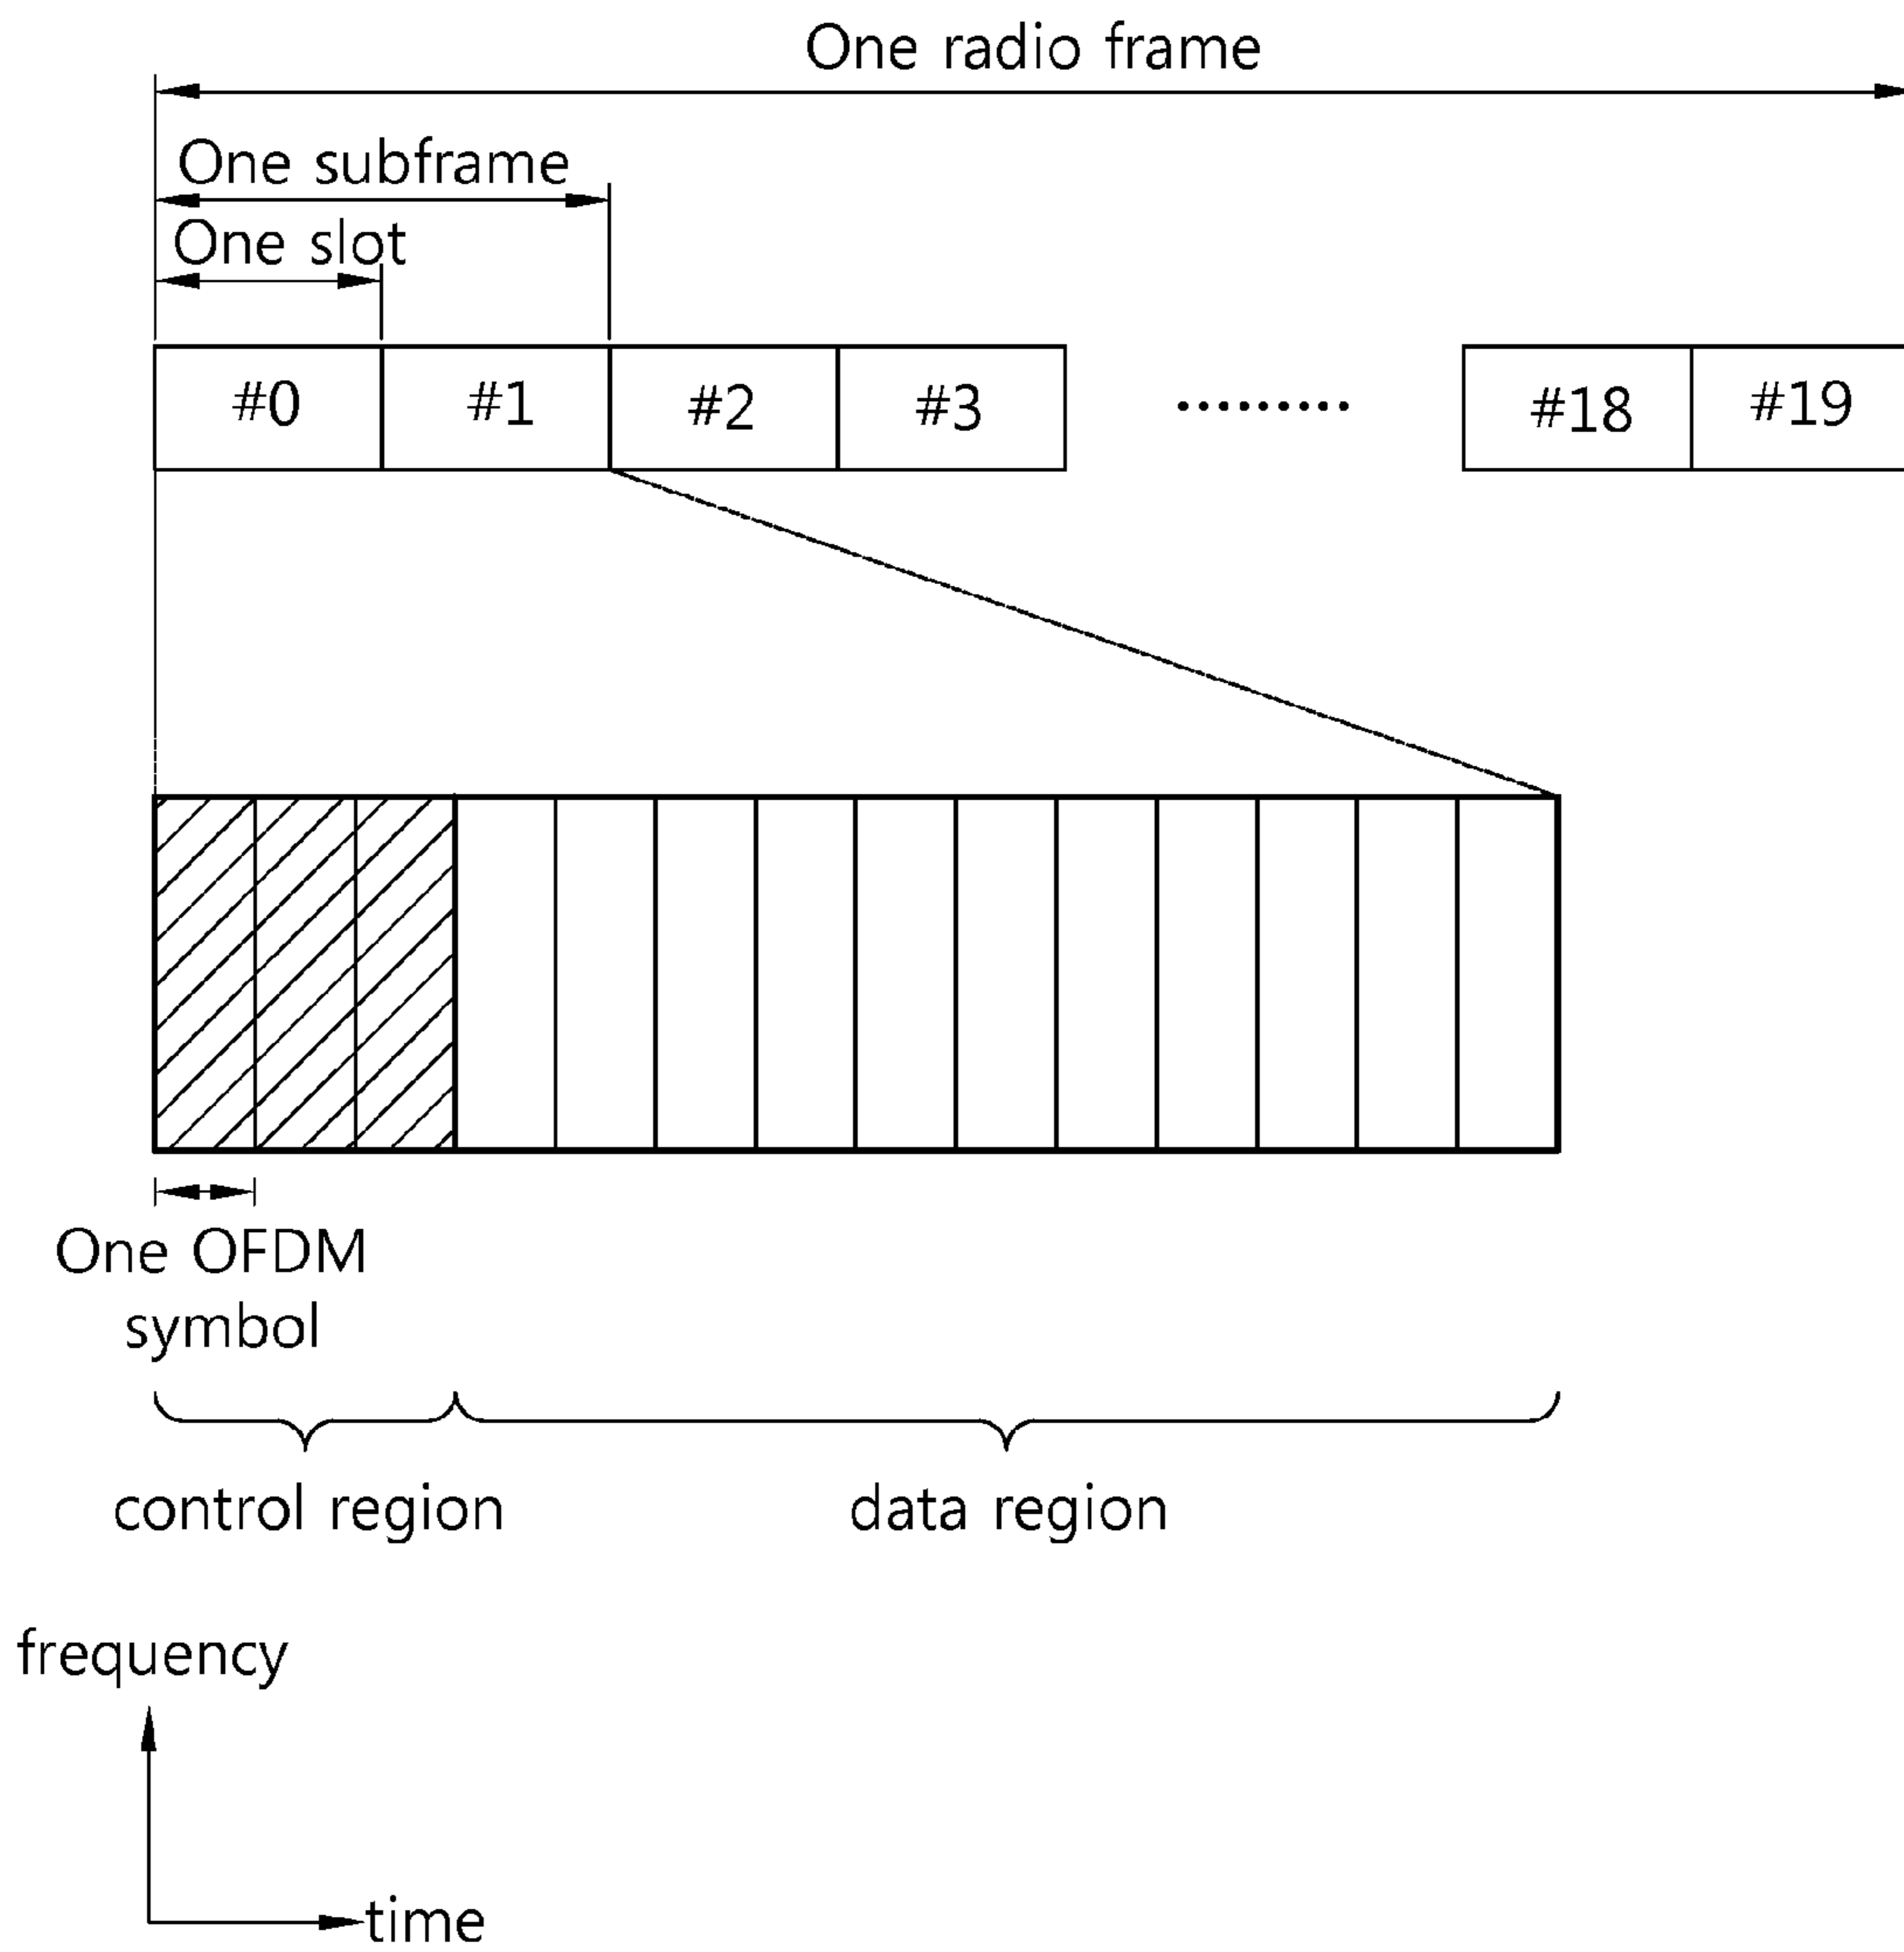 One radio frame
One subframe
One slot
#0 #1 #2 #3 ......... #18 #19
One OFDM
symbol
control region data region
frequency
time